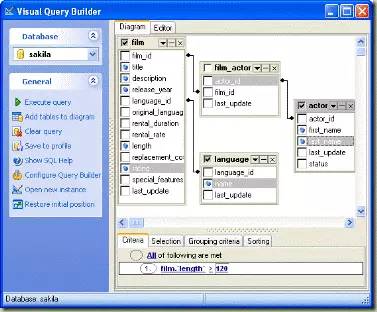 Visual Query Builder
Database
sakila
General
Execute query
Add tables to diagram
Clear query
Save to profile
Show SQL Help
Configure Query Builder
Open new instance
Restore initial position
Diagram
Editor
film
film_id
title
description
release_year
language_id
original_language
rental_duration
rental_rate
length
replacement_co
rating
special_features
last_update
film_actor
actor_id
film_id
last_update
language
language_id
name
last_update
actor
actor_id
first_name
last_name
last_update
status
Criteria
Selection
Grouping criteria
Sorting
All of following are met
1. film."length" > 120
Database: sakila